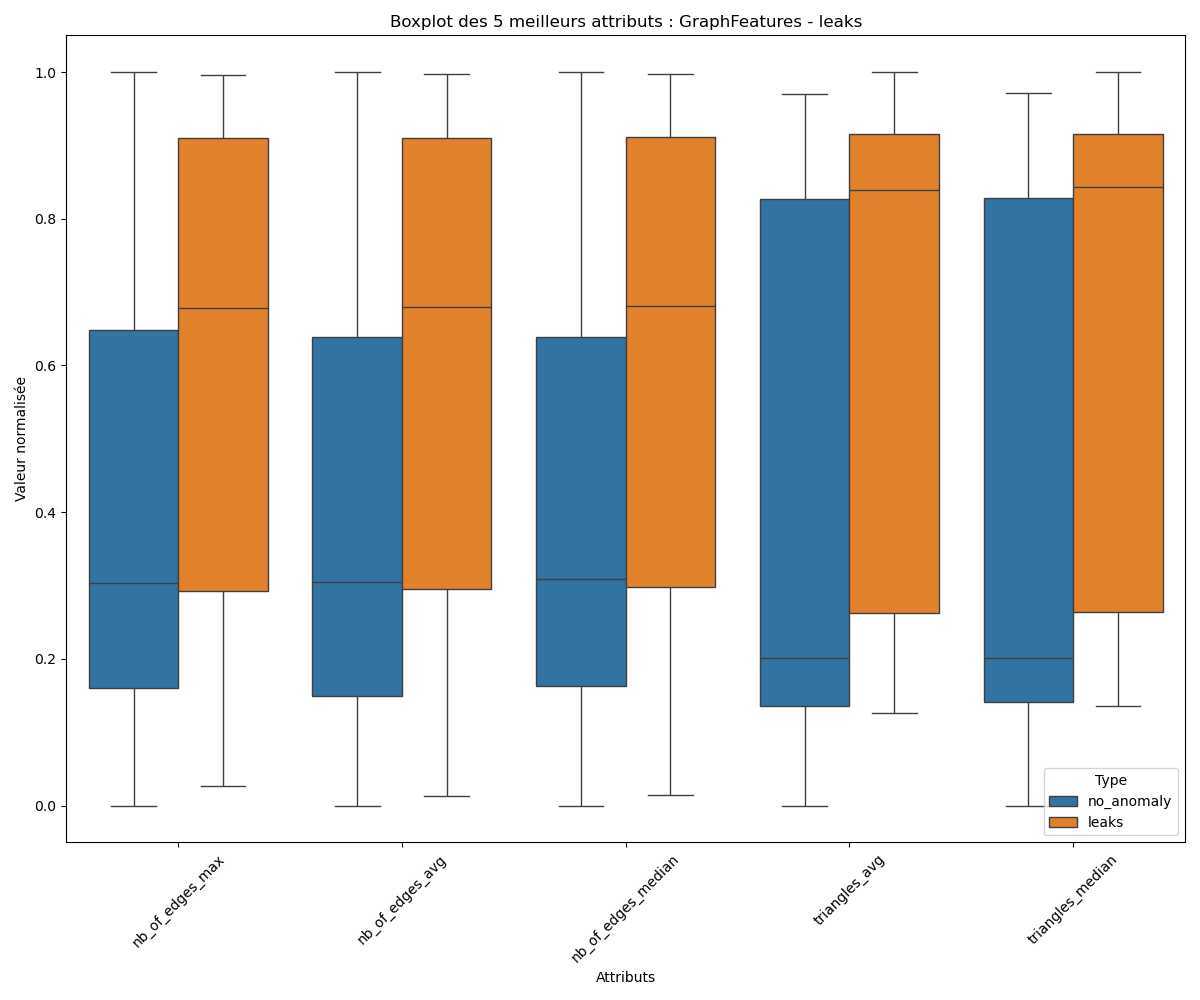 Boxplot des 5 meilleurs attributs : GraphFeatures - leaks
1.0
0.8
0.6
0.4
0.2
0.0
Valeur normalisée
Type
no_anomaly
leaks
nb_of_edges_max
nb_of_edges_avg
nb_of_edges_median
triangles_avg
triangles_median
Attributs